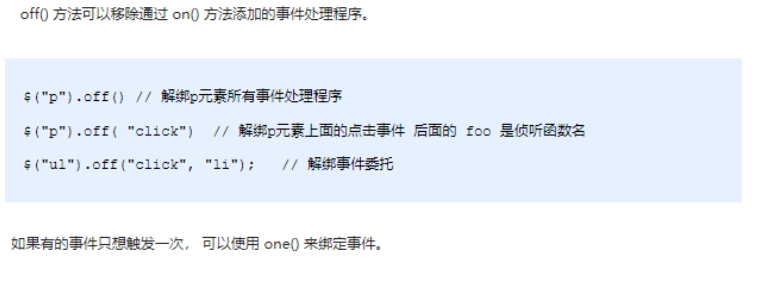 off() 方法可以移除通过 on() 方法添加的事件处理程序。
$("p").off() // 解绑p元素所有事件处理程序
$("p").off( "click")  // 解绑p元素上面的点击事件 后面的 foo 是侦听函数名
$("ul").off("click", "li");   // 解绑事件委托
如果有的事件只想触发一次， 可以使用 one() 来绑定事件。